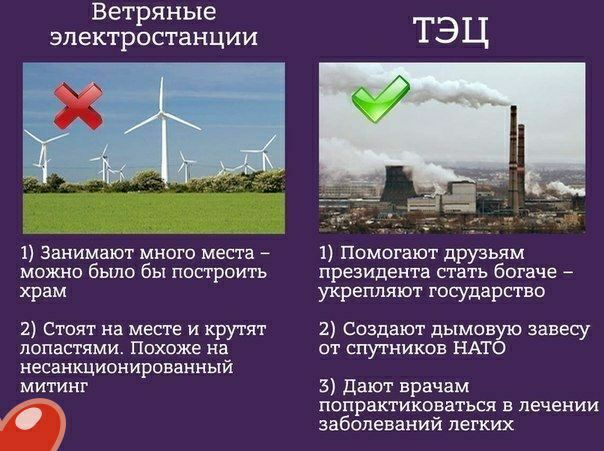 Ветряные
электростанции
1) Занимают много места –
можно было бы построить
храм
2) Стоят на месте и крутят
лопастями. Похоже на
несанкционированный
митинг
ТЭЦ
1) Помогают друзьям
президента стать богаче –
укрепляют государство
2) Создают дымовую завесу
от спутников НАТО
3) Дают врачам
попрактиковаться в лечении
заболеваний легких